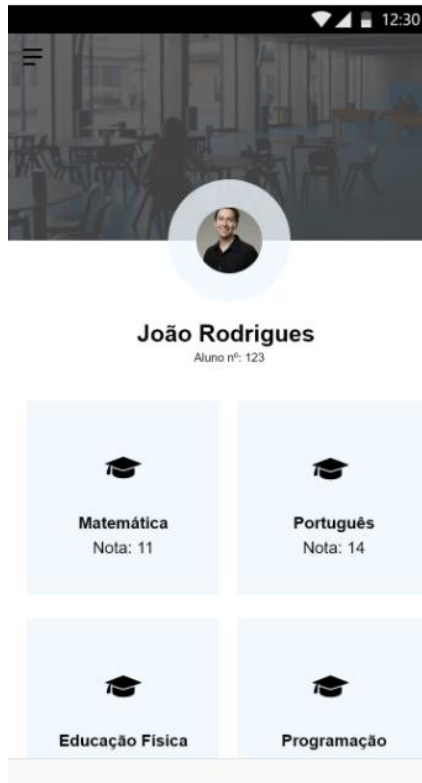 12:30
João Rodrigues
Aluno nº: 123
Matemática
Nota: 11
Português
Nota: 14
Educação Física
Programação